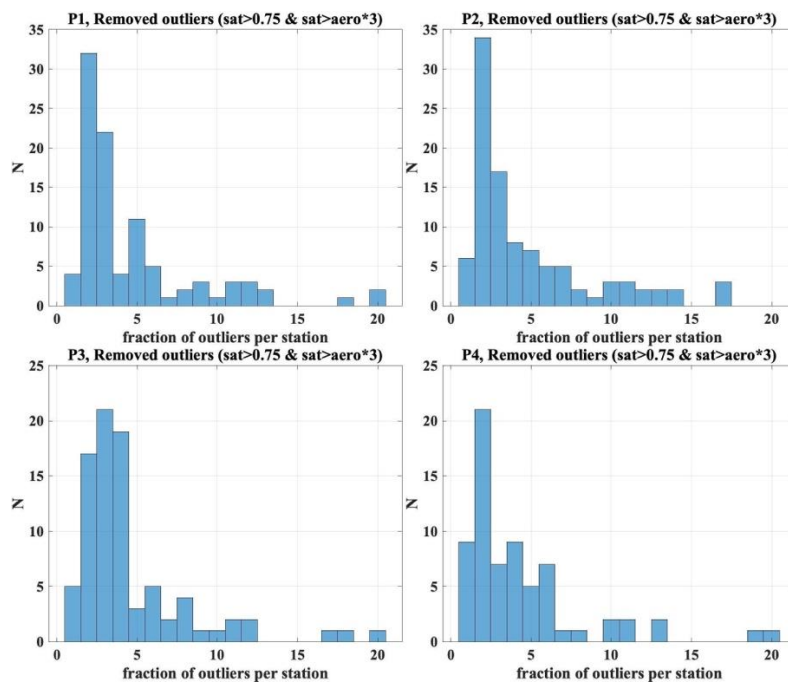 P1, Removed outliers (sat>0.75 & sat>aero*3)
35
30
25
20
15
10
5
0
N
0 5 10 15 20
fraction of outliers per station
P2, Removed outliers (sat>0.75 & sat>aero*3)
35
30
25
20
15
10
5
0
N
0 5 10 15 20
fraction of outliers per station
P3, Removed outliers (sat>0.75 & sat>aero*3)
25
20
15
10
5
0
N
0 5 10 15 20
fraction of outliers per station
P4, Removed outliers (sat>0.75 & sat>aero*3)
25
20
15
10
5
0
N
0 5 10 15 20
fraction of outliers per station